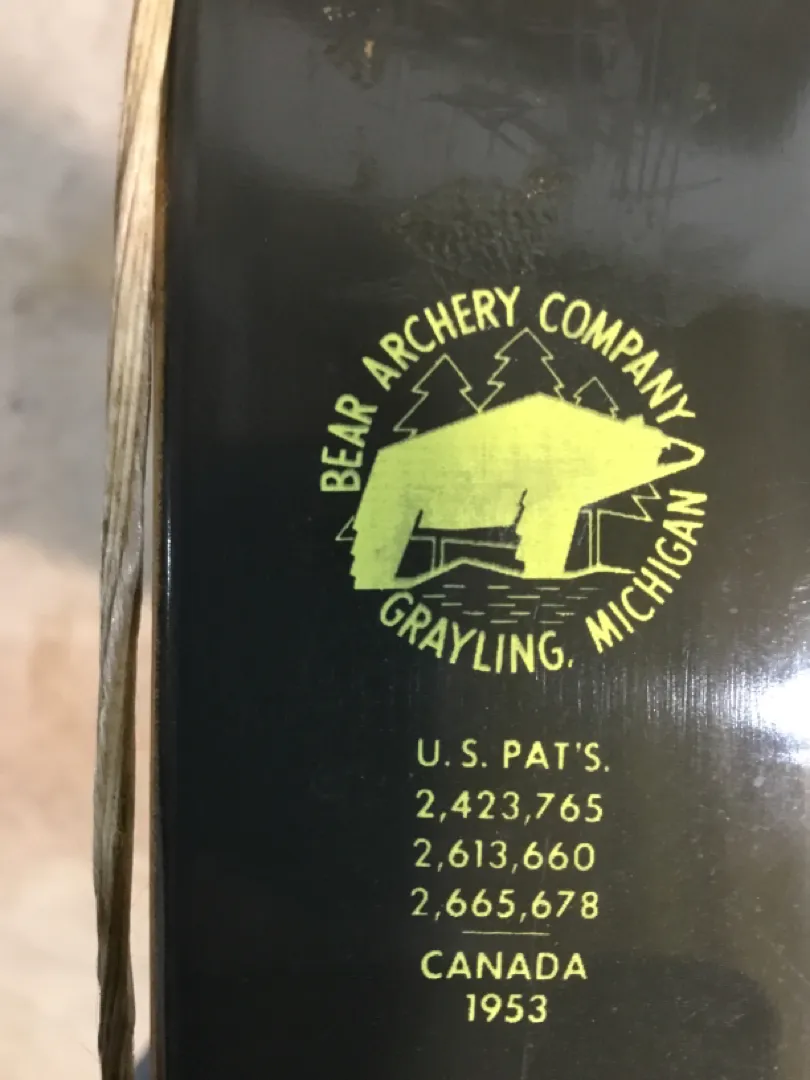 BEAR ARCHERY COMPANY
GRAYLING, MICHIGAN
U.S. PAT'S.
2,423,765
2,613,660
2,665,678
CANADA
1953